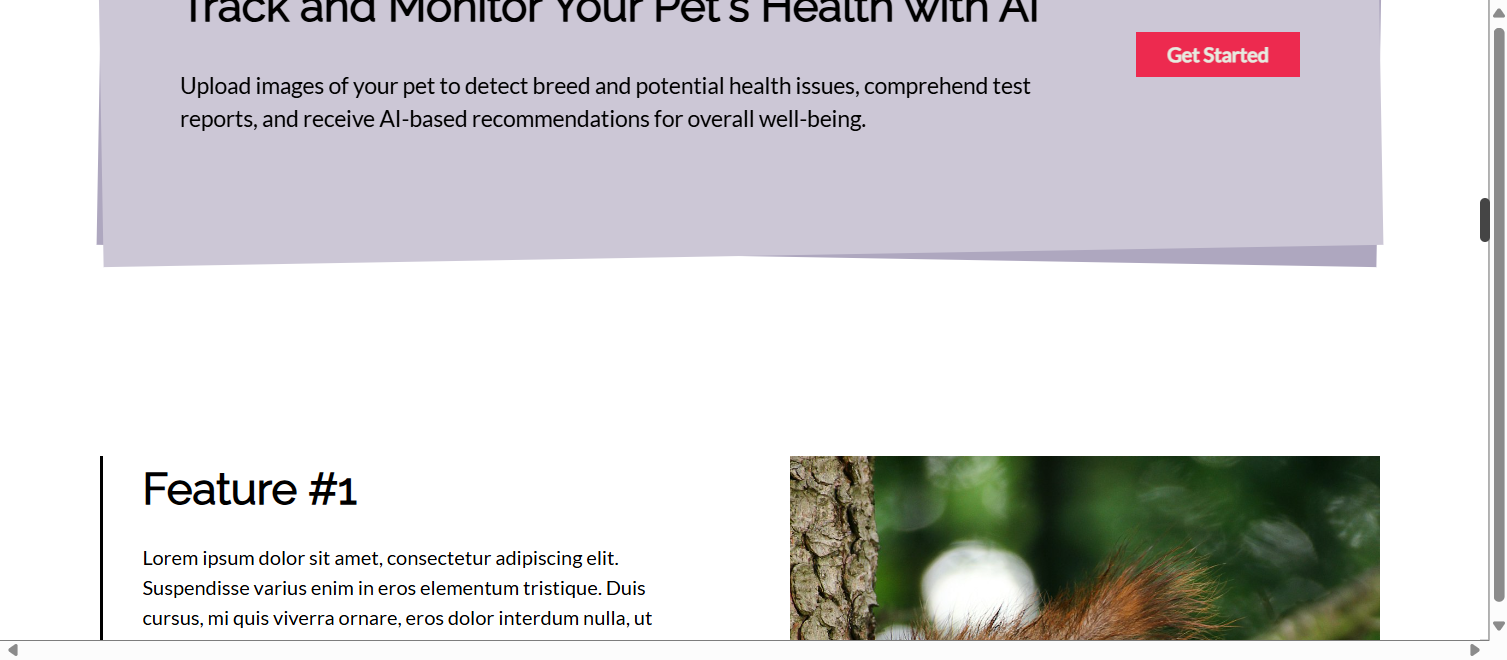 Track and Monitor Your Pet's Health with AI
Get Started
Upload images of your pet to detect breed and potential health issues, comprehend test
reports, and receive AI-based recommendations for overall well-being.
Feature #1
Lorem ipsum dolor sit amet, consectetur adipiscing elit.
Suspendisse varius enim in eros elementum tristique. Duis
cursus, mi quis viverra ornare, eros dolor interdum nulla, ut